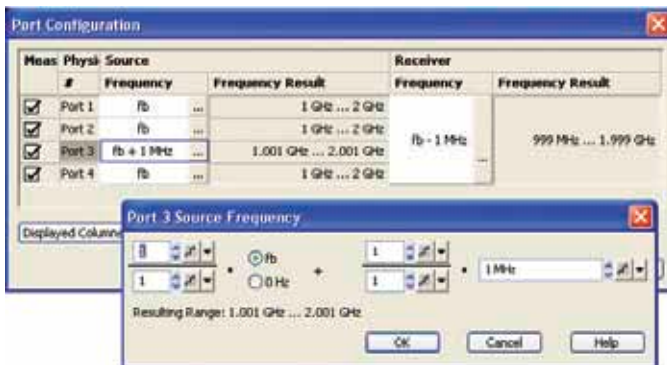 Port Configuration
Meas Physi Source Receiver
# Frequency Frequency Result Frequency Frequency Result
Port 1 fb ... 1 GHz ... 2 GHz
Port 2 fb ... 1 GHz ... 2 GHz
fb - 1 MHz ... 999 MHz ... 1.999 GHz
Port 3 fb + 1 MHz ... 1.001 GHz ... 2.001 GHz
Port 4 fb ... 1 GHz ... 2 GHz
Displayed Columns
Port 3 Source Frequency
1 fb + 1 1 MHz
1 0 Hz 1
Resulting Range: 1.001 GHz ... 2.001 GHz
OK Cancel Help